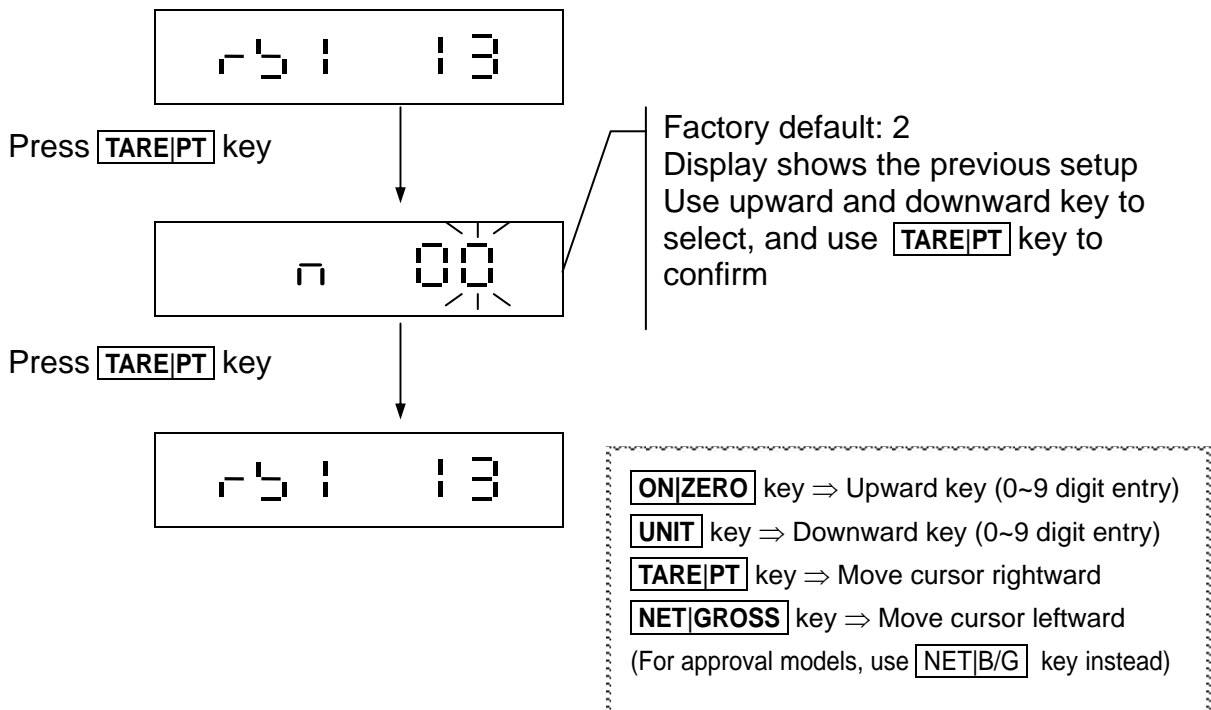 rS1 13
Press TARE|PT key
Factory default: 2
Display shows the previous setup
Use upward and downward key to
select, and use TARE|PT key to
confirm
n 00
Press TARE|PT key
rS1 13
ON|ZERO key ⇒ Upward key (0~9 digit entry)
UNIT key ⇒ Downward key (0~9 digit entry)
TARE|PT key ⇒ Move cursor rightward
NET|GROSS key ⇒ Move cursor leftward
(For approval models, use NET|B/G key instead)